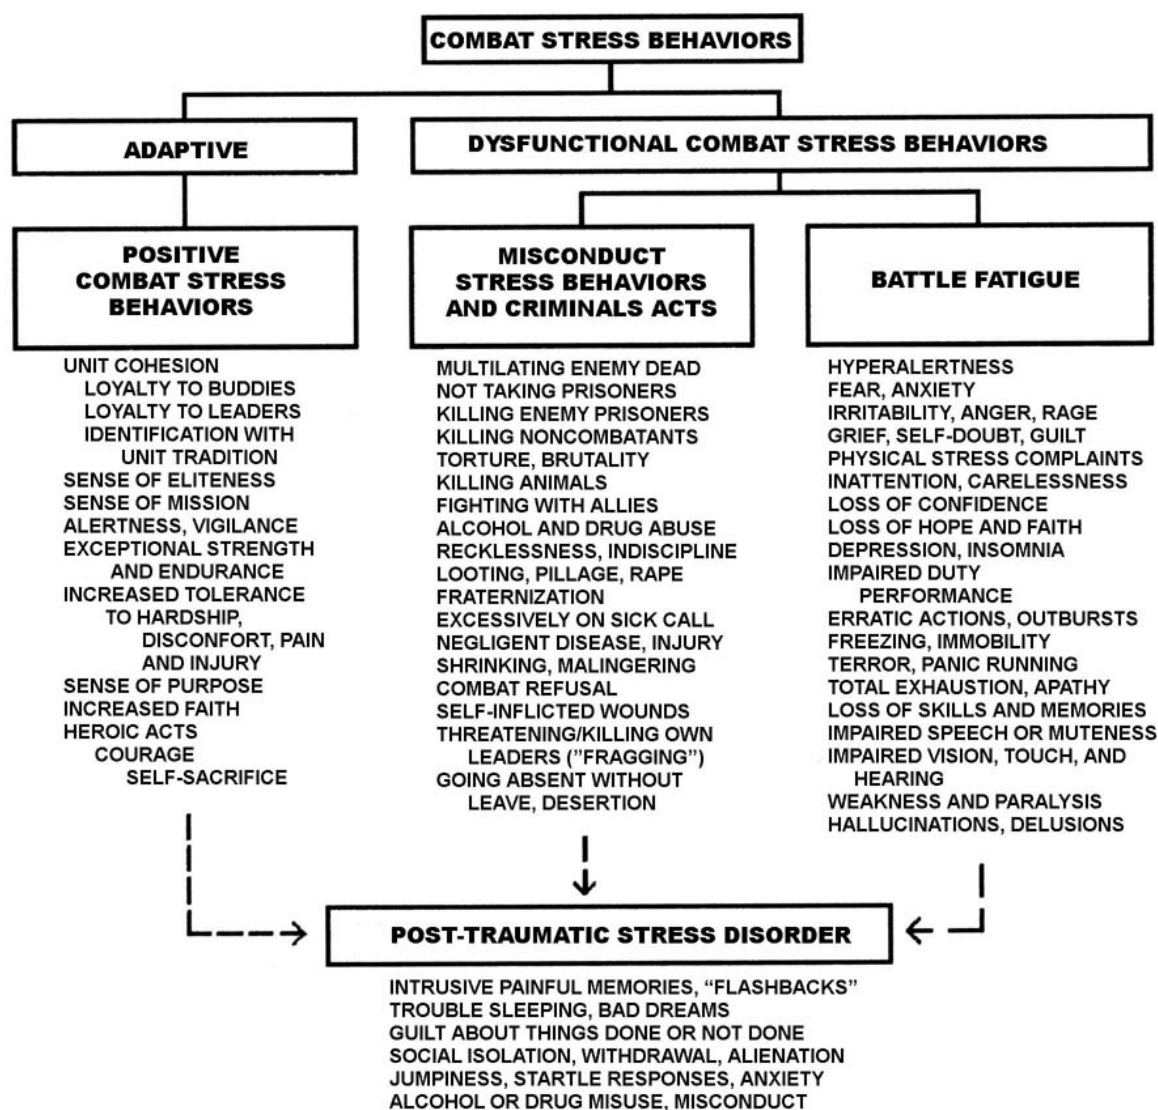 COMBAT STRESS BEHAVIORS
ADAPTIVE
DYSFUNCTIONAL COMBAT STRESS BEHAVIORS
POSITIVE
COMBAT STRESS
BEHAVIORS
MISCONDUCT
STRESS BEHAVIORS
AND CRIMINALS ACTS
BATTLE FATIGUE
UNIT COHESION
LOYALTY TO BUDDIES
LOYALTY TO LEADERS
IDENTIFICATION WITH
UNIT TRADITION
SENSE OF ELITENESS
SENSE OF MISSION
ALERTNESS, VIGILANCE
EXCEPTIONAL STRENGTH
AND ENDURANCE
INCREASED TOLERANCE
TO HARDSHIP,
DISCONFORT, PAIN
AND INJURY
SENSE OF PURPOSE
INCREASED FAITH
HEROIC ACTS
COURAGE
SELF-SACRIFICE
MULTILATING ENEMY DEAD
NOT TAKING PRISONERS
KILLING ENEMY PRISONERS
KILLING NONCOMBATANTS
TORTURE, BRUTALITY
KILLING ANIMALS
FIGHTING WITH ALLIES
ALCOHOL AND DRUG ABUSE
RECKLESSNESS, INDISCIPLINE
LOOTING, PILLAGE, RAPE
FRATERNIZATION
EXCESSIVELY ON SICK CALL
NEGLIGENT DISEASE, INJURY
SHRINKING, MALINGERING
COMBAT REFUSAL
SELF-INFLICTED WOUNDS
THREATENING/KILLING OWN
LEADERS ("FRAGGING")
GOING ABSENT WITHOUT
LEAVE, DESERTION
HYPERALERTNESS
FEAR, ANXIETY
IRRITABILITY, ANGER, RAGE
GRIEF, SELF-DOUBT, GUILT
PHYSICAL STRESS COMPLAINTS
INATTENTION, CARELESSNESS
LOSS OF CONFIDENCE
LOSS OF HOPE AND FAITH
DEPRESSION, INSOMNIA
IMPAIRED DUTY
PERFORMANCE
ERRATIC ACTIONS, OUTBURSTS
FREEZING, IMMOBILITY
TERROR, PANIC RUNNING
TOTAL EXHAUSTION, APATHY
LOSS OF SKILLS AND MEMORIES
IMPAIRED SPEECH OR MUTENESS
IMPAIRED VISION, TOUCH, AND
HEARING
WEAKNESS AND PARALYSIS
HALLUCINATIONS, DELUSIONS
POST-TRAUMATIC STRESS DISORDER
INTRUSIVE PAINFUL MEMORIES, "FLASHBACKS"
TROUBLE SLEEPING, BAD DREAMS
GUILT ABOUT THINGS DONE OR NOT DONE
SOCIAL ISOLATION, WITHDRAWAL, ALIENATION
JUMPINESS, STARTLE RESPONSES, ANXIETY
ALCOHOL OR DRUG MISUSE, MISCONDUCT